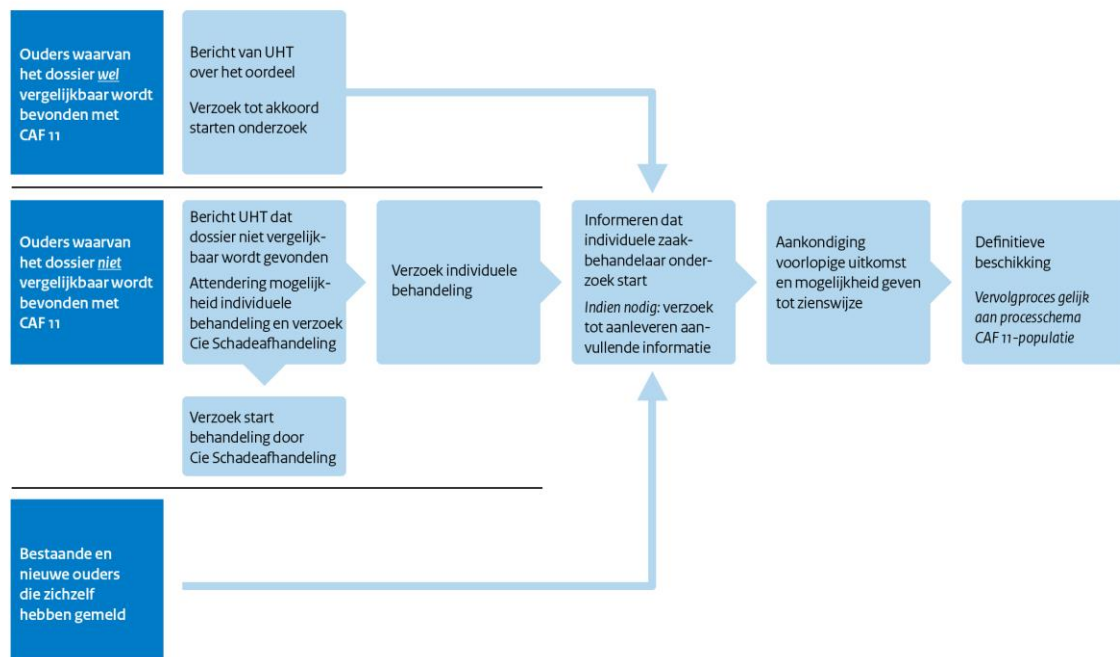 Ouders waarvan
het dossier wel
vergelijkbaar wordt
bevonden met
CAF 11
Bericht van UHT
over het oordeel
Verzoek tot akkoord
starten onderzoek
Ouders waarvan
het dossier niet
vergelijkbaar wordt
bevonden met
CAF 11
Bericht UHT dat
dossier niet vergelijk-
baar wordt gevonden
Attendering mogelijk-
heid individuele
behandeling en verzoek
Cie Schadeafhandeling
Verzoek individuele
behandeling
Informeren dat
individuele zaak-
behandelaar onder-
zoek start
Indien nodig: verzoek
tot aanleveren aan-
vullende informatie
Aankondiging
voorlopige uitkomst
en mogelijkheid geven
tot zienswijze
Definitieve
beschikking
Vervolgproces gelijk
aan processchema
CAF 11-populatie
Verzoek start
behandeling door
Cie Schadeafhandeling
Bestaande en
nieuwe ouders
die zichzelf
hebben gemeld